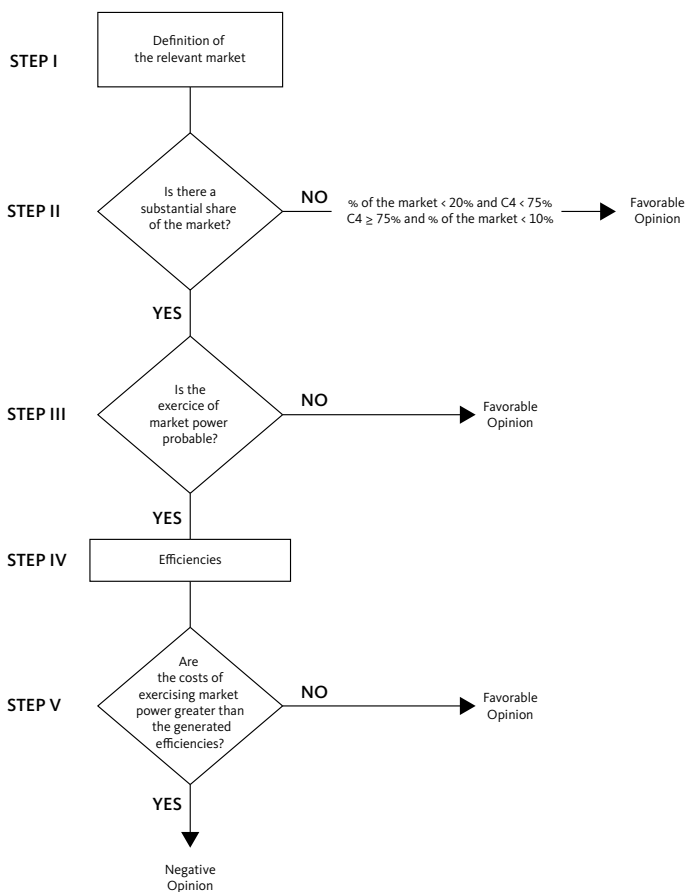 STEP I
Definition of
the relevant market
STEP II
Is there a
substantial share
of the market?
NO
% of the market < 20% and C4 < 75%
C4 ≥ 75% and % of the market < 10%
Favorable
Opinion
YES
STEP III
Is the
exercice of
market power
probable?
NO
Favorable
Opinion
YES
STEP IV
Efficiencies
STEP V
Are
the costs of
exercising market
power greater than
the generated
efficiencies?
NO
Favorable
Opinion
YES
Negative
Opinion